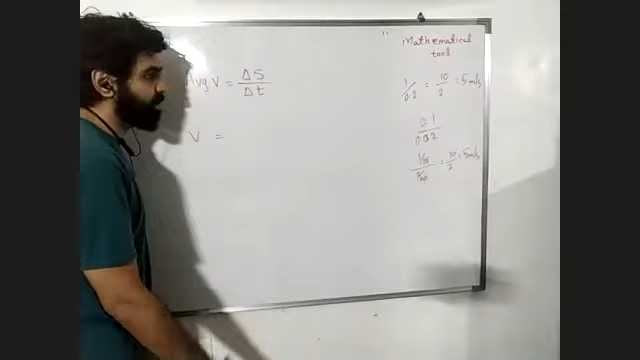 Mathematical
tool
Avg V = ΔS/Δt
V =
1/0.2 = 10/2 = 5 m/s
0.1/0.02
1/10 / 2/100 = 10/2 = 5 m/s